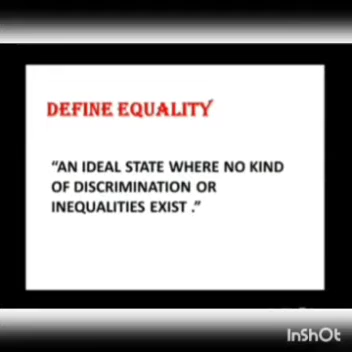 DEFINE EQUALITY
“AN IDEAL STATE WHERE NO KIND
OF DISCRIMINATION OR
INEQUALITIES EXIST .”
InShOt